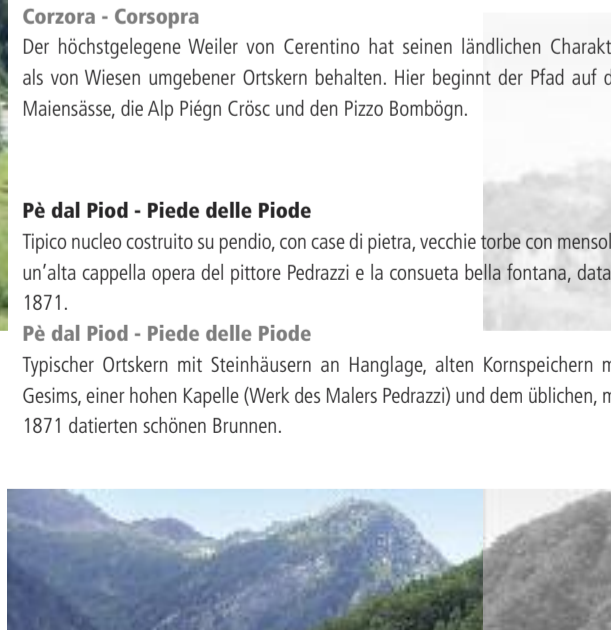 Corzora - Corsopra
Der höchstgelegene Weiler von Cerentino hat seinen ländlichen Charakt
als von Wiesen umgebener Ortskern behalten. Hier beginnt der Pfad auf d
Maiensässe, die Alp Piégn Crösc und den Pizzo Bombögn.
Pè dal Piod - Piede delle Piode
Tipico nucleo costruito su pendio, con case di pietra, vecchie torbe con mensol
un’alta cappella opera del pittore Pedrazzi e la consueta bella fontana, data
1871.
Pè dal Piod - Piede delle Piode
Typischer Ortskern mit Steinhäusern an Hanglage, alten Kornspeichern m
Gesims, einer hohen Kapelle (Werk des Malers Pedrazzi) und dem üblichen, m
1871 datierten schönen Brunnen.